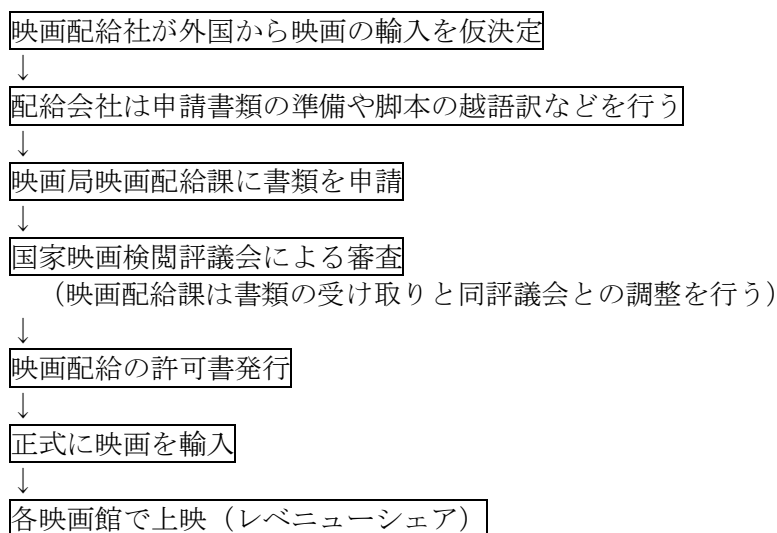 映画配給社が外国から映画の輸入を仮決定
↓
配給会社は申請書類の準備や脚本の越語訳などを行う
↓
映画局映画配給課に書類を申請
↓
国家映画検閲評議会による審査
（映画配給課は書類の受け取りと同評議会との調整を行う）
↓
映画配給の許可書発行
↓
正式に映画を輸入
↓
各映画館で上映（レベニューシェア）